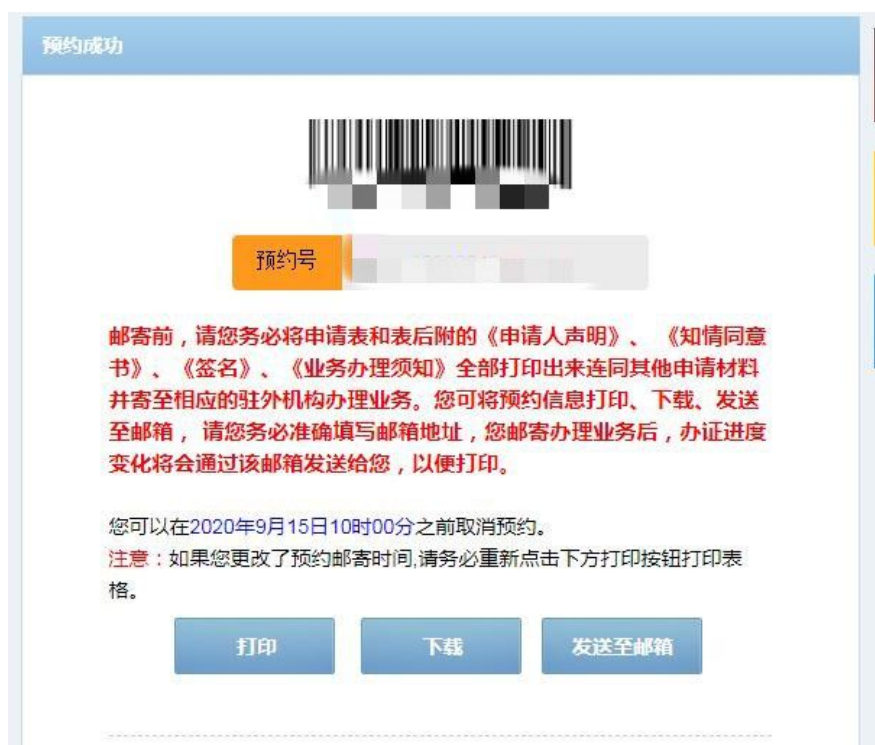 预约成功
预约号
邮寄前，请您务必将申请表和表后附的《申请人声明》、 《知情同意
书》、《签名》、《业务办理须知》全部打印出来连同其他申请材料
并寄至相应的驻外机构办理业务。您可将预约信息打印、下载、发送
至邮箱， 请您务必准确填写邮箱地址，您邮寄办理业务后，办证进度
变化将会通过该邮箱发送给您，以便打印。
您可以在2020年9月15日10时00分之前取消预约。
注意：如果您更改了预约邮寄时间,请务必重新点击下方打印按钮打印表
格。
打印 下载 发送至邮箱